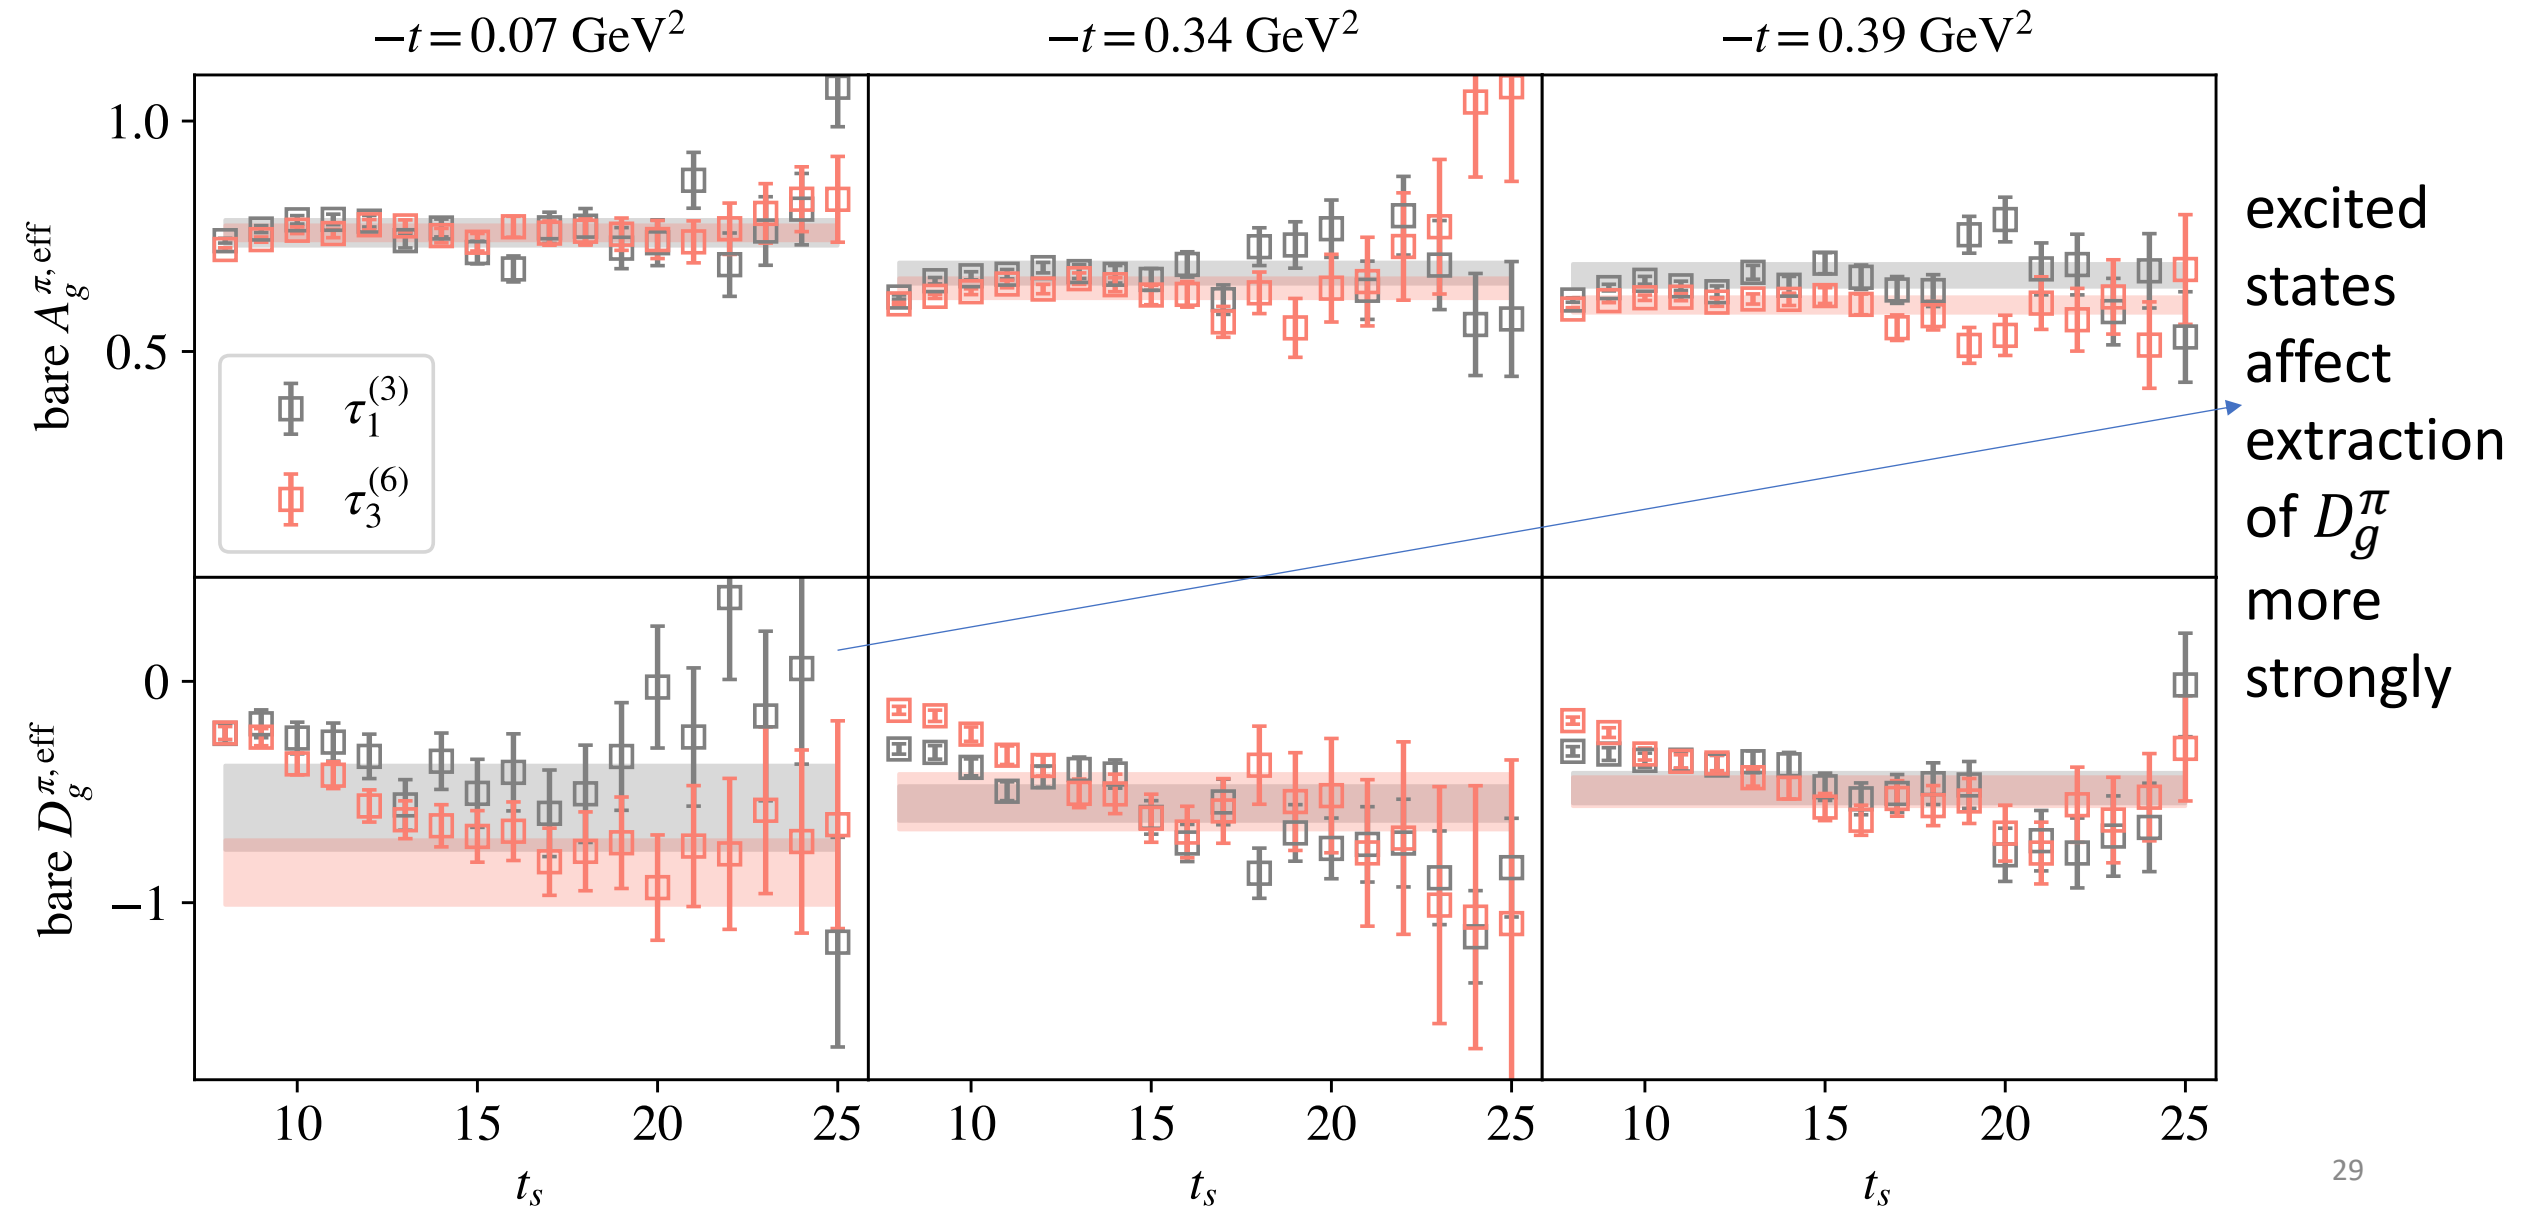 −t = 0.07 GeV²
−t = 0.34 GeV²
−t = 0.39 GeV²
bare A_g^{π,eff}
1.0
0.5
τ_1^{(3)}
τ_3^{(6)}
bare D_g^{π,eff}
0
−1
10 15 20 25
10 15 20 25
10 15 20 25
t_s
t_s
t_s
excited
states
affect
extraction
of D_g^π
more
strongly
29